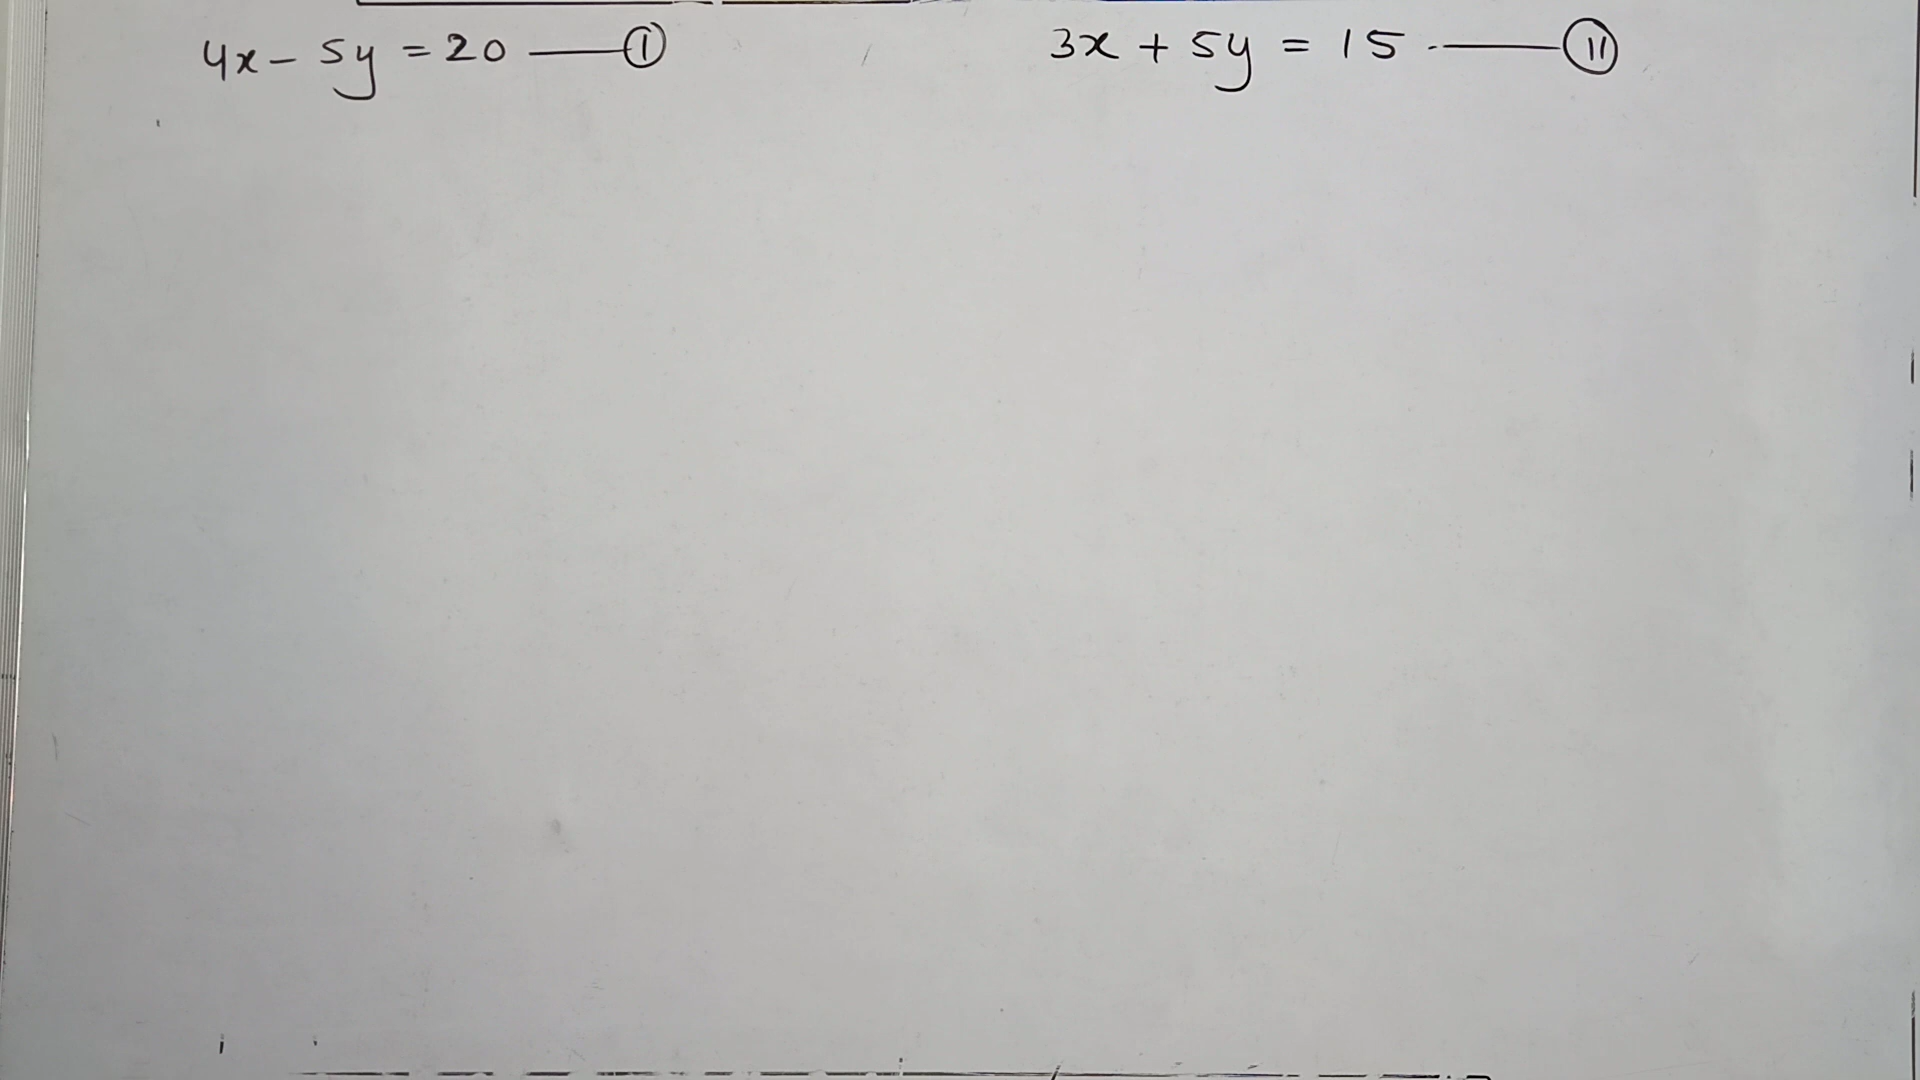 4x - 5y = 20 —— ①
3x + 5y = 15 —— ⑪